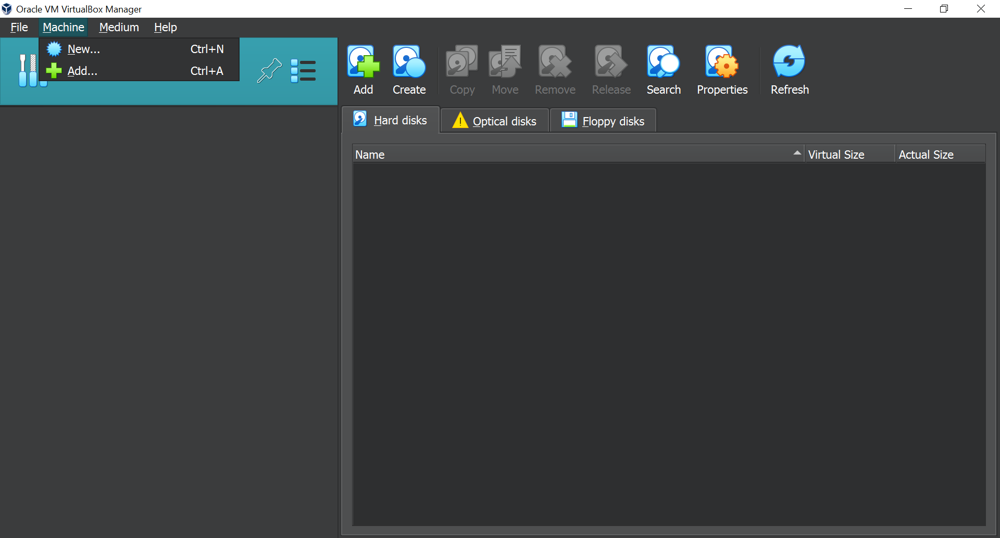 Oracle VM VirtualBox Manager
File Machine Medium Help
New... Ctrl+N
Add... Ctrl+A
Add Create Copy Move Remove Release Search Properties Refresh
Hard disks Optical disks Floppy disks
Name Virtual Size Actual Size